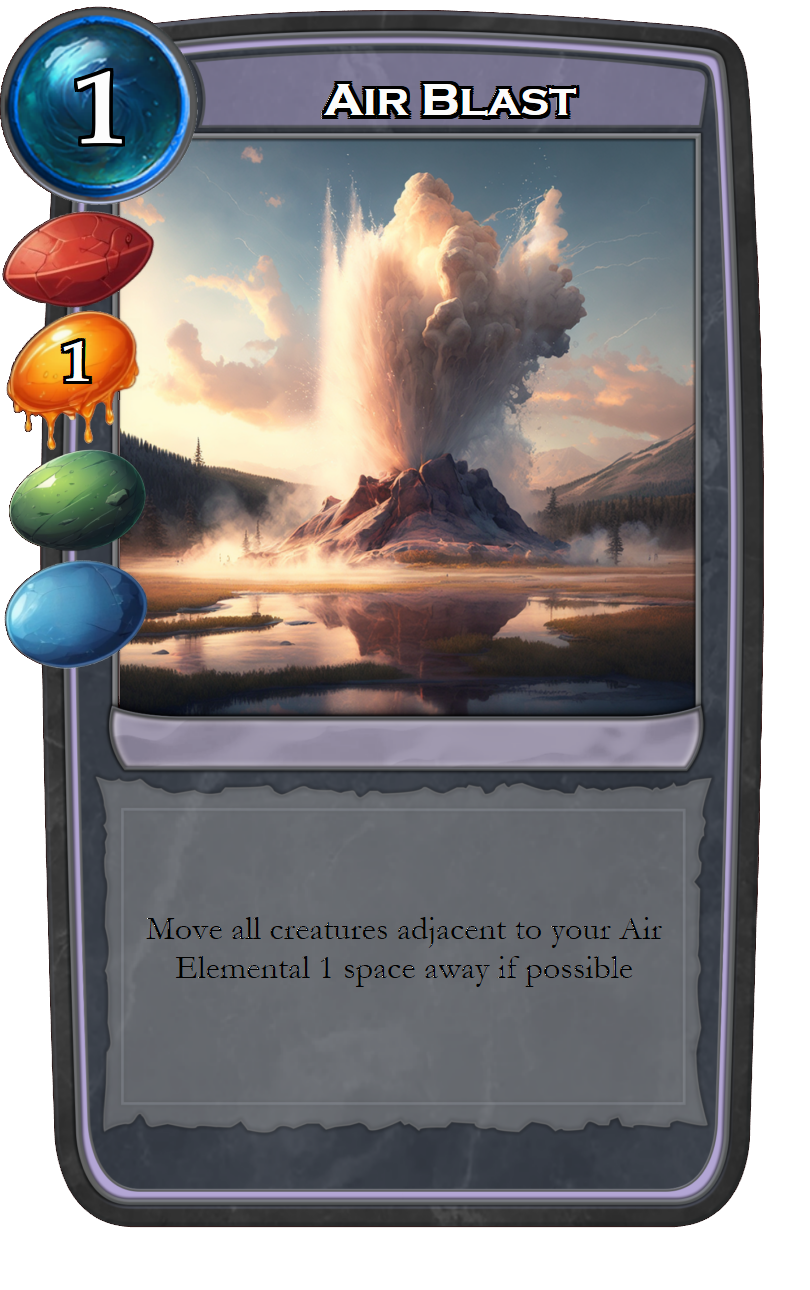 1
AIR BLAST
1
Move all creatures adjacent to your Air
Elemental 1 space away if possible